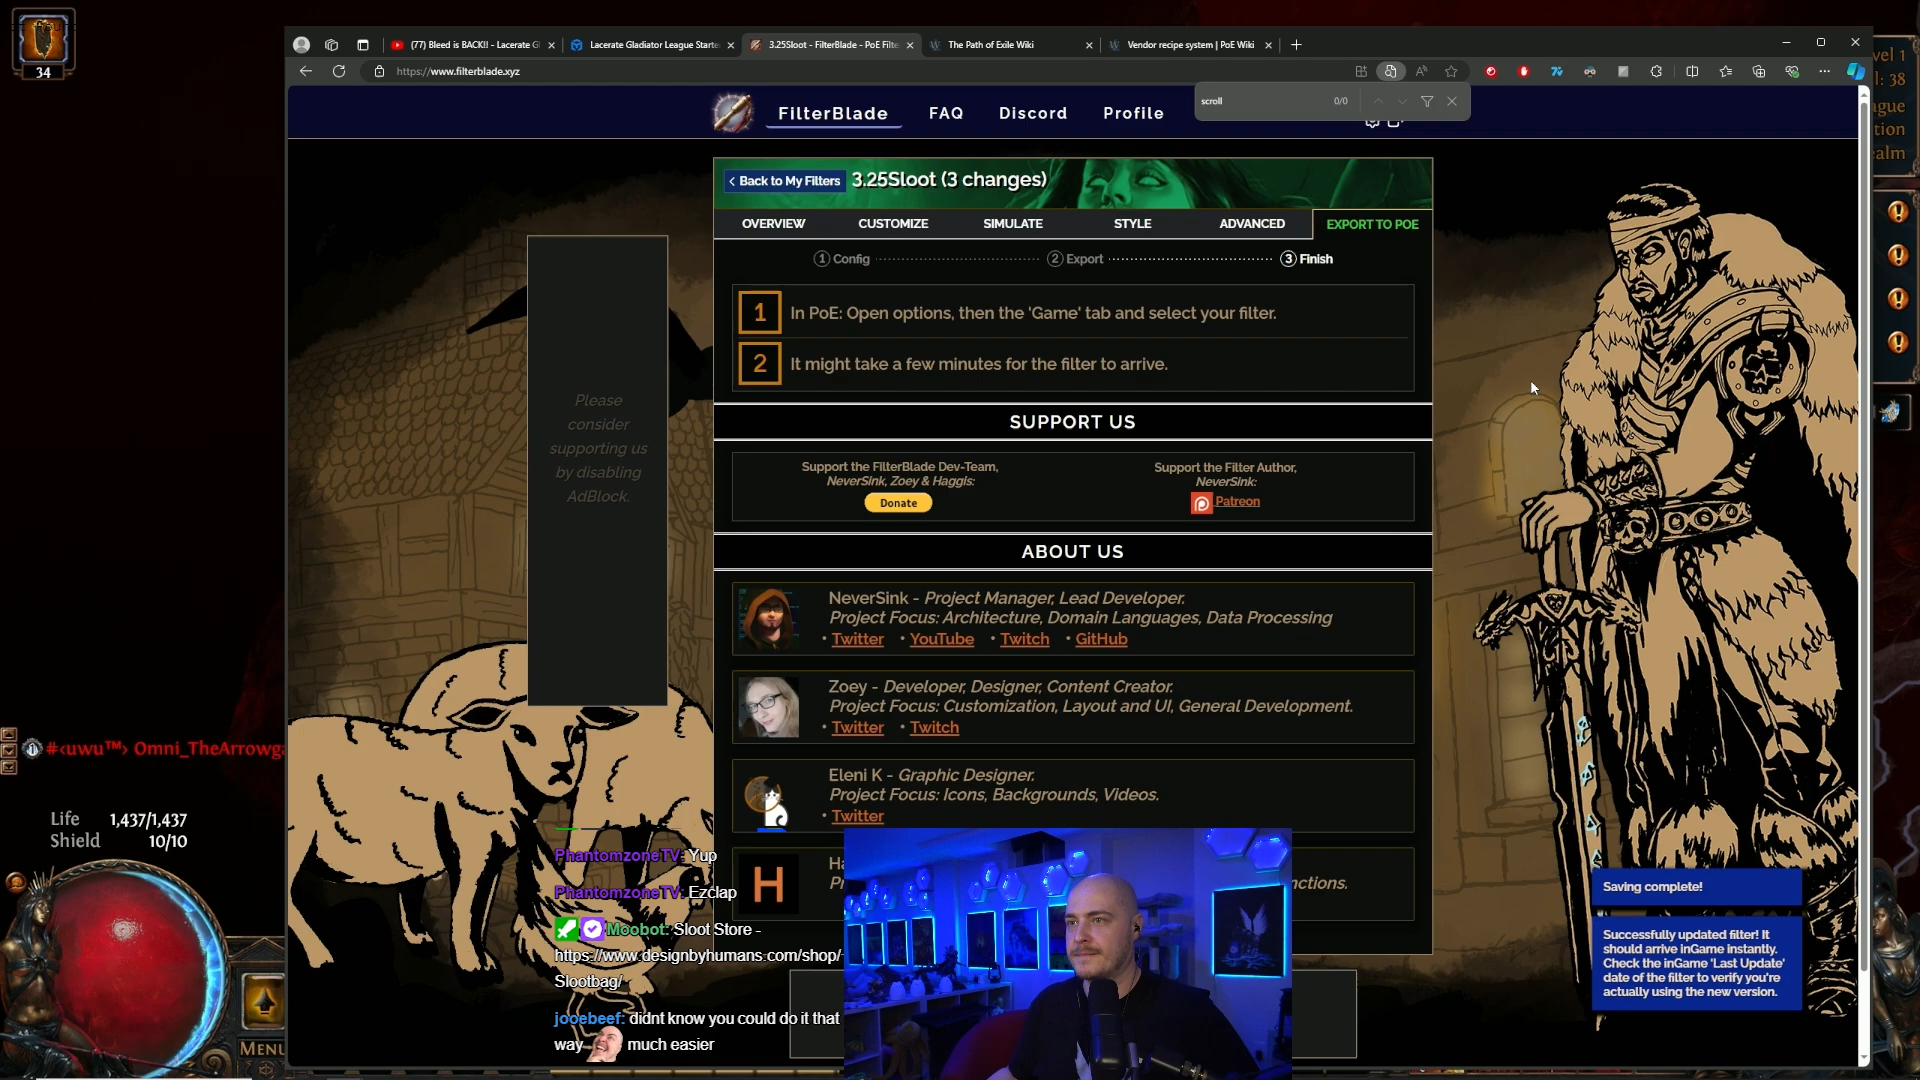 34
(77) Bleed is BACK!! - Lacerate Gl
Lacerate Gladiator League Starte
3.25Sloot - FilterBlade - PoE Filte
The Path of Exile Wiki
Vendor recipe system | PoE Wiki
https://www.filterblade.xyz
scroll
0/0
FilterBlade
FAQ
Discord
Profile
Back to My Filters
3.25Sloot (3 changes)
OVERVIEW
CUSTOMIZE
SIMULATE
STYLE
ADVANCED
EXPORT TO POE
1 Config
2 Export
3 Finish
1
In PoE: Open options, then the 'Game' tab and select your filter.
2
It might take a few minutes for the filter to arrive.
Please
consider
supporting us
by disabling
AdBlock.
SUPPORT US
Support the FilterBlade Dev-Team,
NeverSink, Zoey & Haggis:
Donate
Support the Filter Author,
NeverSink:
Patreon
ABOUT US
NeverSink - Project Manager, Lead Developer.
Project Focus: Architecture, Domain Languages, Data Processing
• Twitter • YouTube • Twitch • GitHub
Zoey - Developer, Designer, Content Creator.
Project Focus: Customization, Layout and UI, General Development.
• Twitter • Twitch
Eleni K - Graphic Designer.
Project Focus: Icons, Backgrounds, Videos.
• Twitter
H
nctions.
vel 1
l: 38
ague
tion
ealm
#<uwu™> Omni_TheArrowga
Life 1,437/1,437
Shield 10/10
MENU
PhantomzoneTV: Yup
PhantomzoneTV: Ezclap
Moobot: Sloot Store -
https://www.designbyhumans.com/shop/
Slootbag/
jooebeef: didnt know you could do it that
way much easier
Saving complete!
Successfully updated filter! It
should arrive inGame instantly.
Check the inGame 'Last Update'
date of the filter to verify you're
actually using the new version.